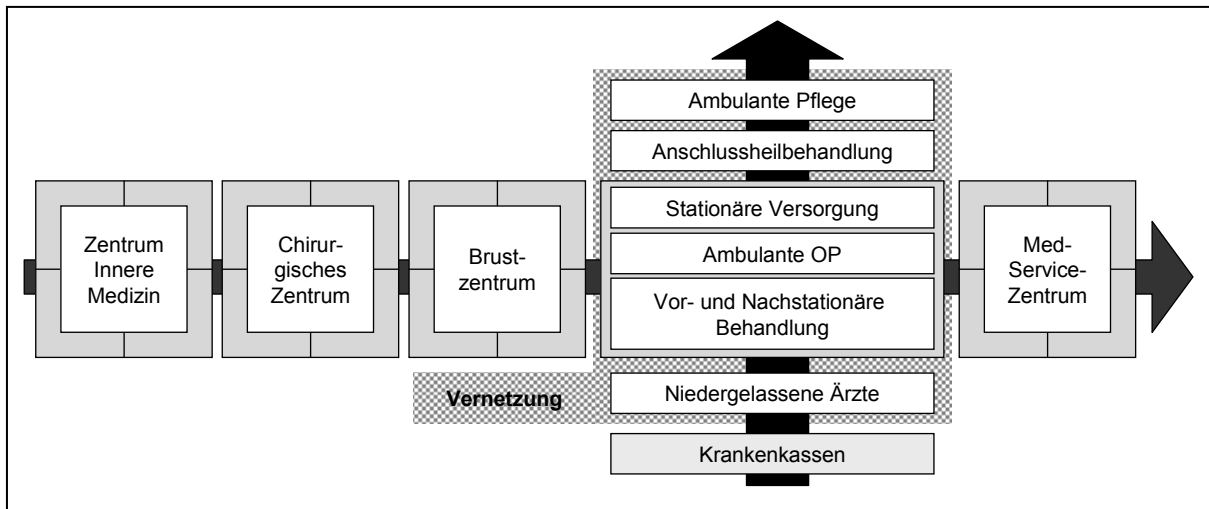 Ambulante Pflege
Anschlussheilbehandlung
Zentrum
Innere
Medizin
Chirur-
gisches
Zentrum
Brust-
zentrum
Stationäre Versorgung
Ambulante OP
Vor- und Nachstationäre
Behandlung
Med-
Service-
Zentrum
Vernetzung
Niedergelassene Ärzte
Krankenkassen